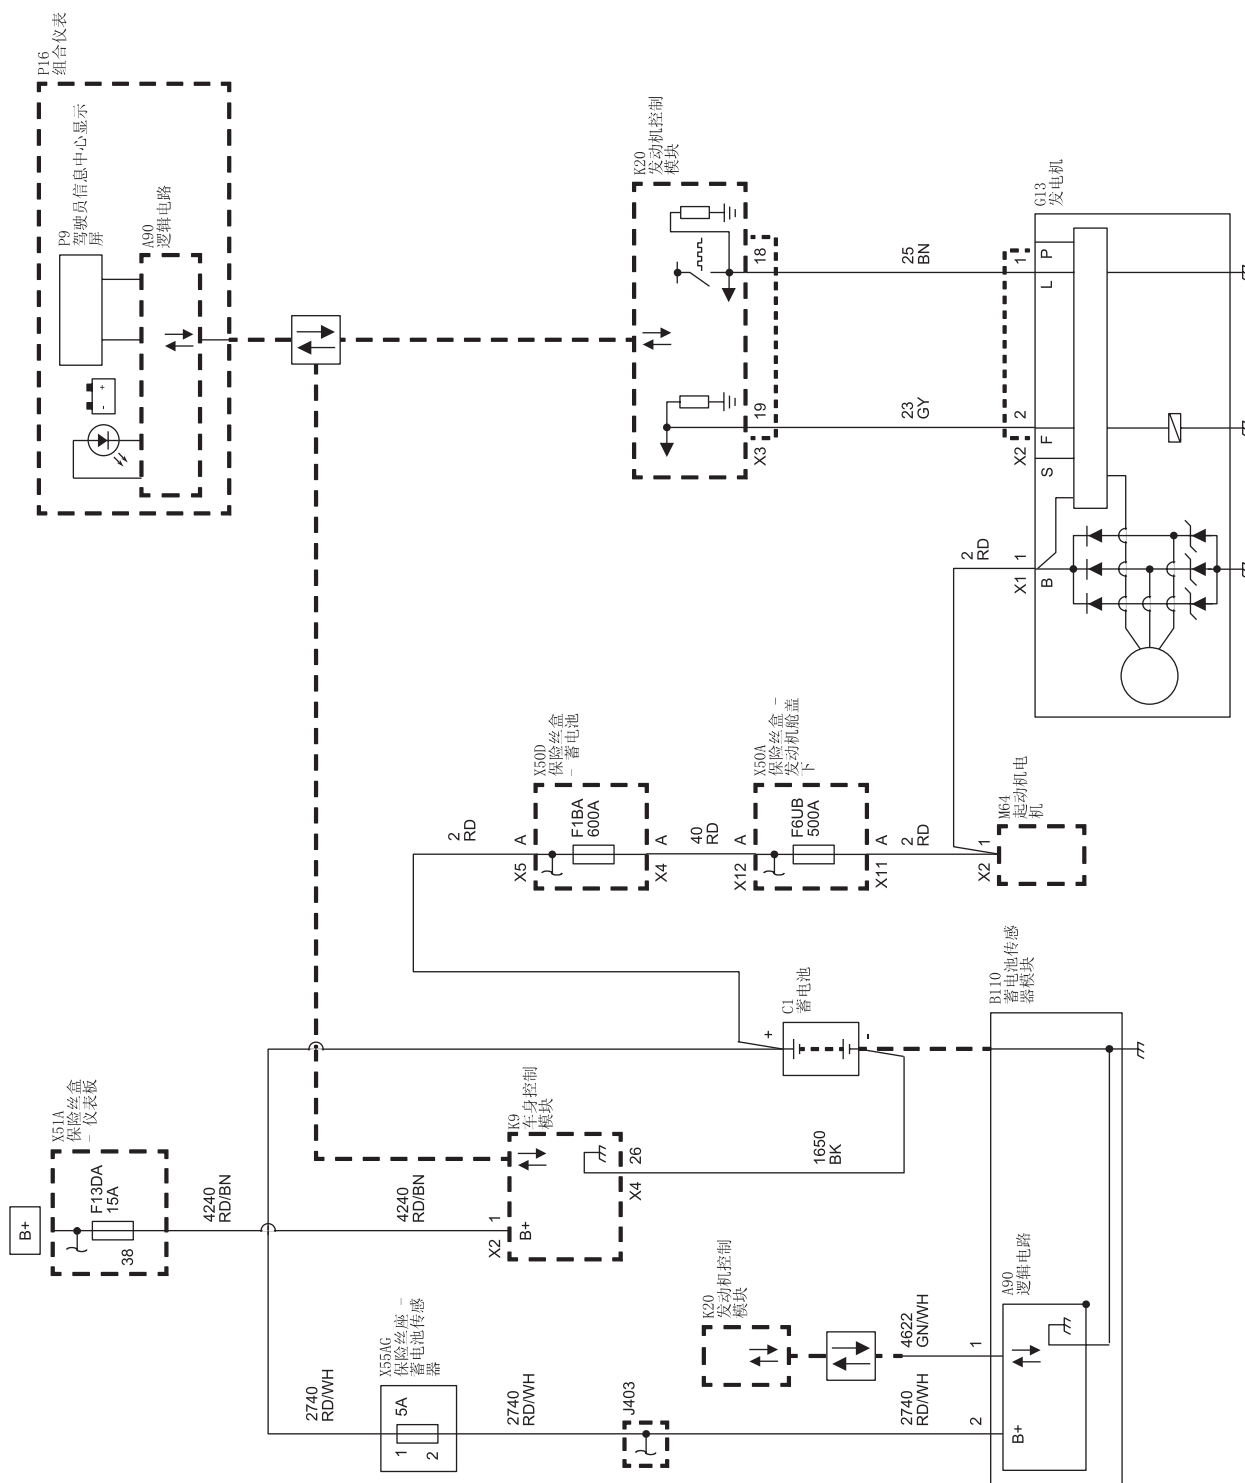 P16
组合仪表
P9
驾驶员信息中心显示
屏
A90
逻辑电路
- +
K20
发动机控制
模块
18
19
X3
25
BN
23
GY
G13
发电机
1
2
X2
P
L
F
S
X1
1
B
2
RD
X50D
保险丝盒
– 蓄电池
2
RD
X5
A
F1BA
600A
X4
A
40
RD
X50A
保险丝盒 –
发动机舱盖
下
X12
A
F6UB
500A
X11
A
2
RD
M64
起动机电
机
X2
1
C1
蓄电池
+
-
B110
蓄电池传感
器模块
X51A
保险丝盒
– 仪表板
B+
F13DA
15A
38
4240
RD/BN
4240
RD/BN
K9
车身控制
模块
X2
1
B+
X4
26
1650
BK
K20
发动机控制
模块
4622
GN/WH
1
A90
逻辑电路
X55AG
保险丝座 –
蓄电池传感
器
2740
RD/WH
1
5A
2
2740
RD/WH
J403
2740
RD/WH
2
B+